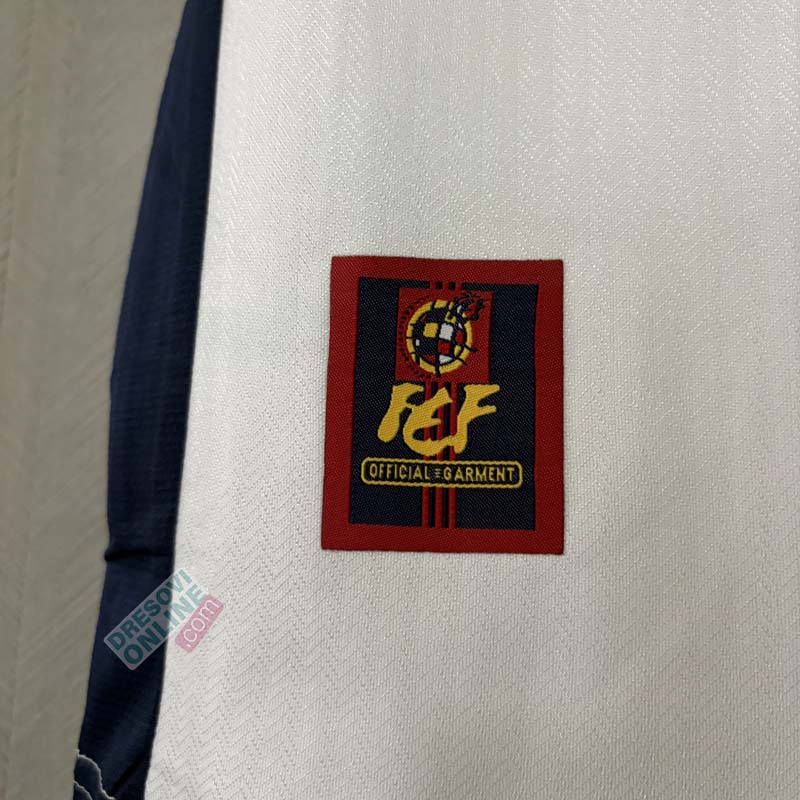 FEF
OFFICIAL GARMENT
DRESOVI
ONLINE
.com